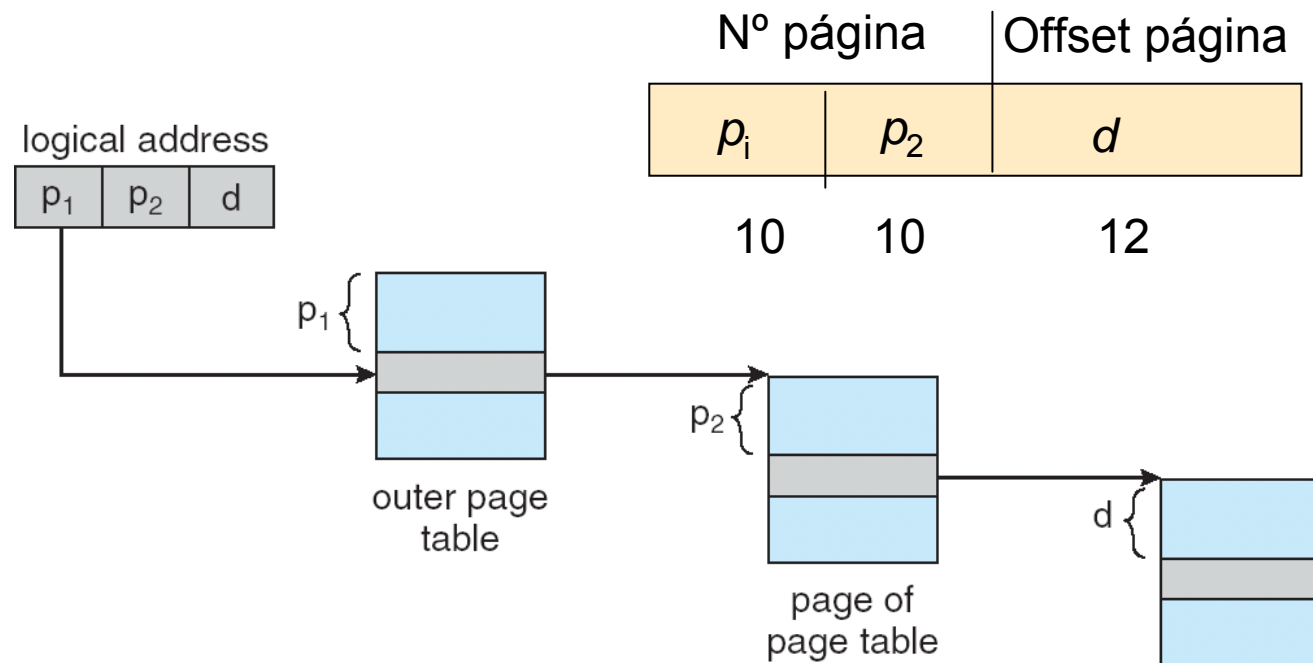 Nº página Offset página
pᵢ p₂ d
10 10 12
logical address
p₁ p₂ d
p₁
outer page
table
p₂
page of
page table
d